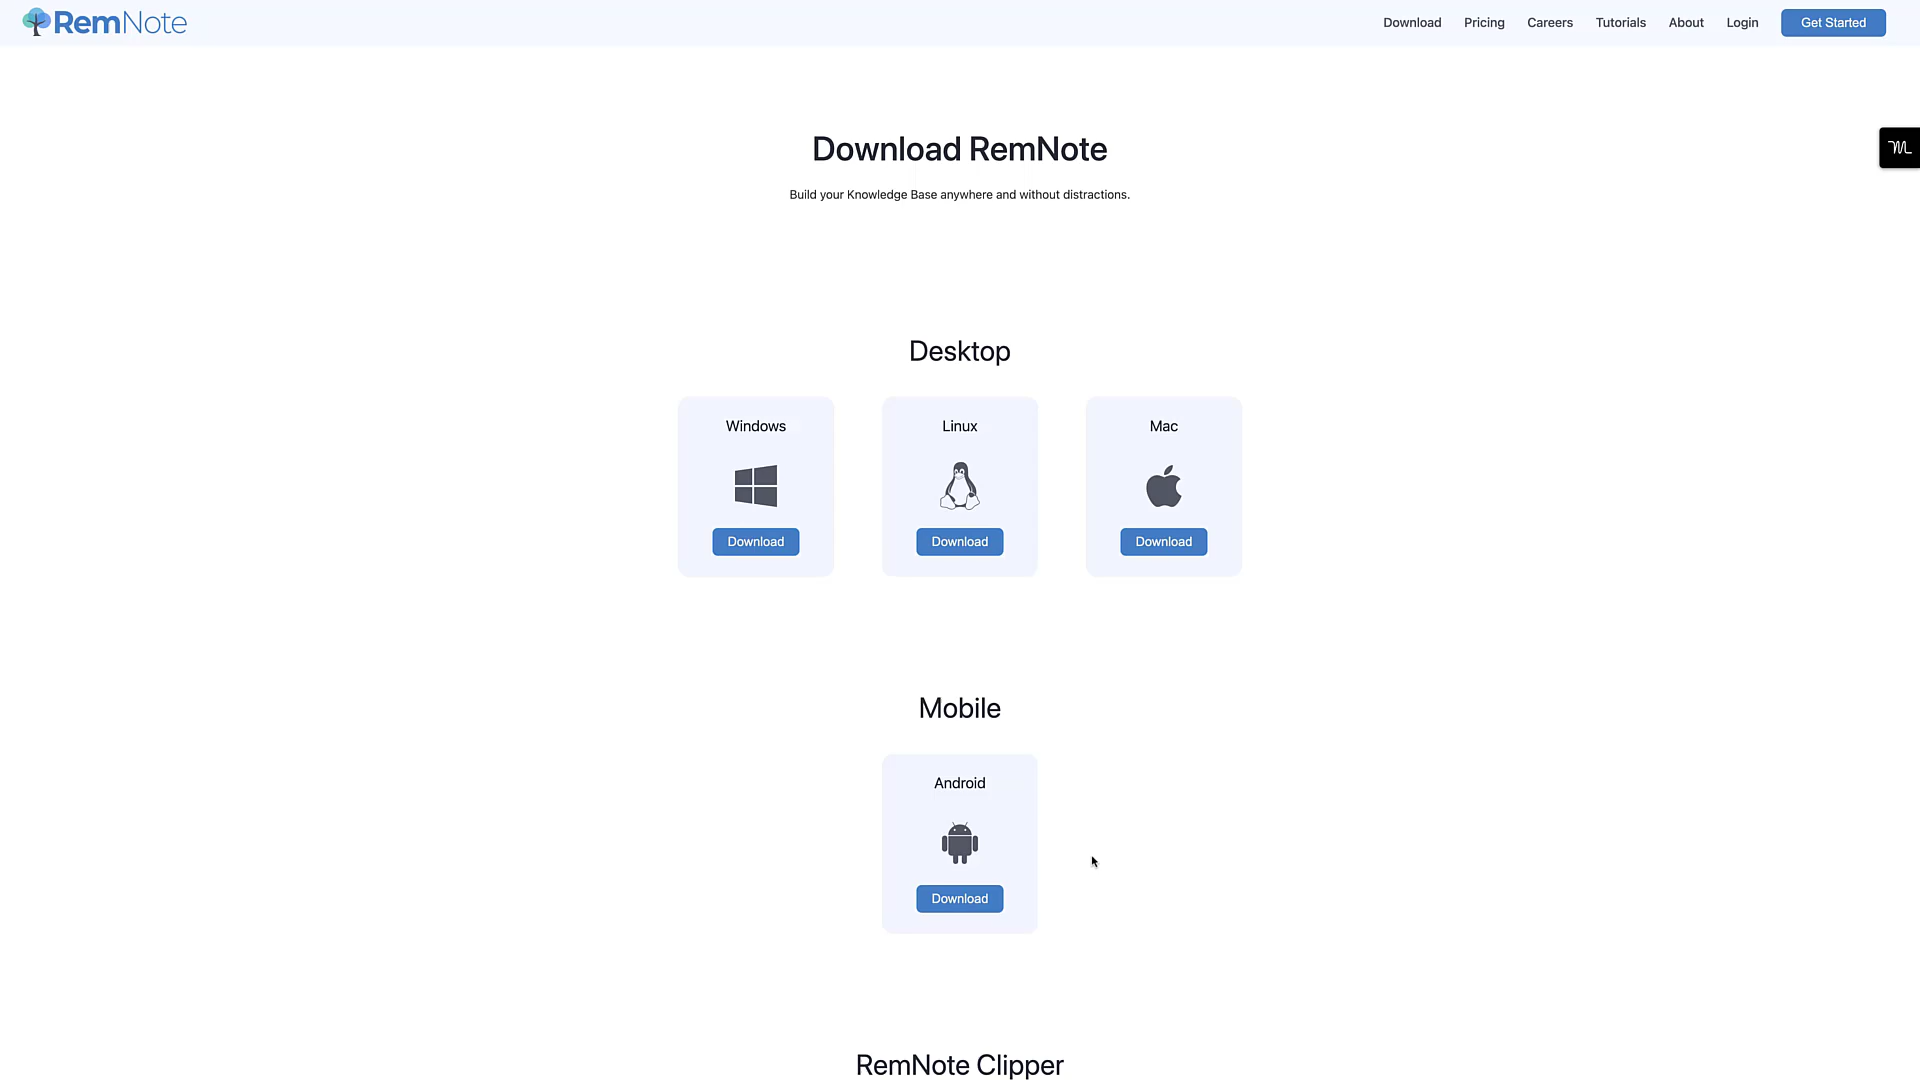 RemNote
Download Pricing Careers Tutorials About Login Get Started
Download RemNote
Build your Knowledge Base anywhere and without distractions.
Desktop
Windows Linux Mac
Download Download Download
Mobile
Android
Download
RemNote Clipper